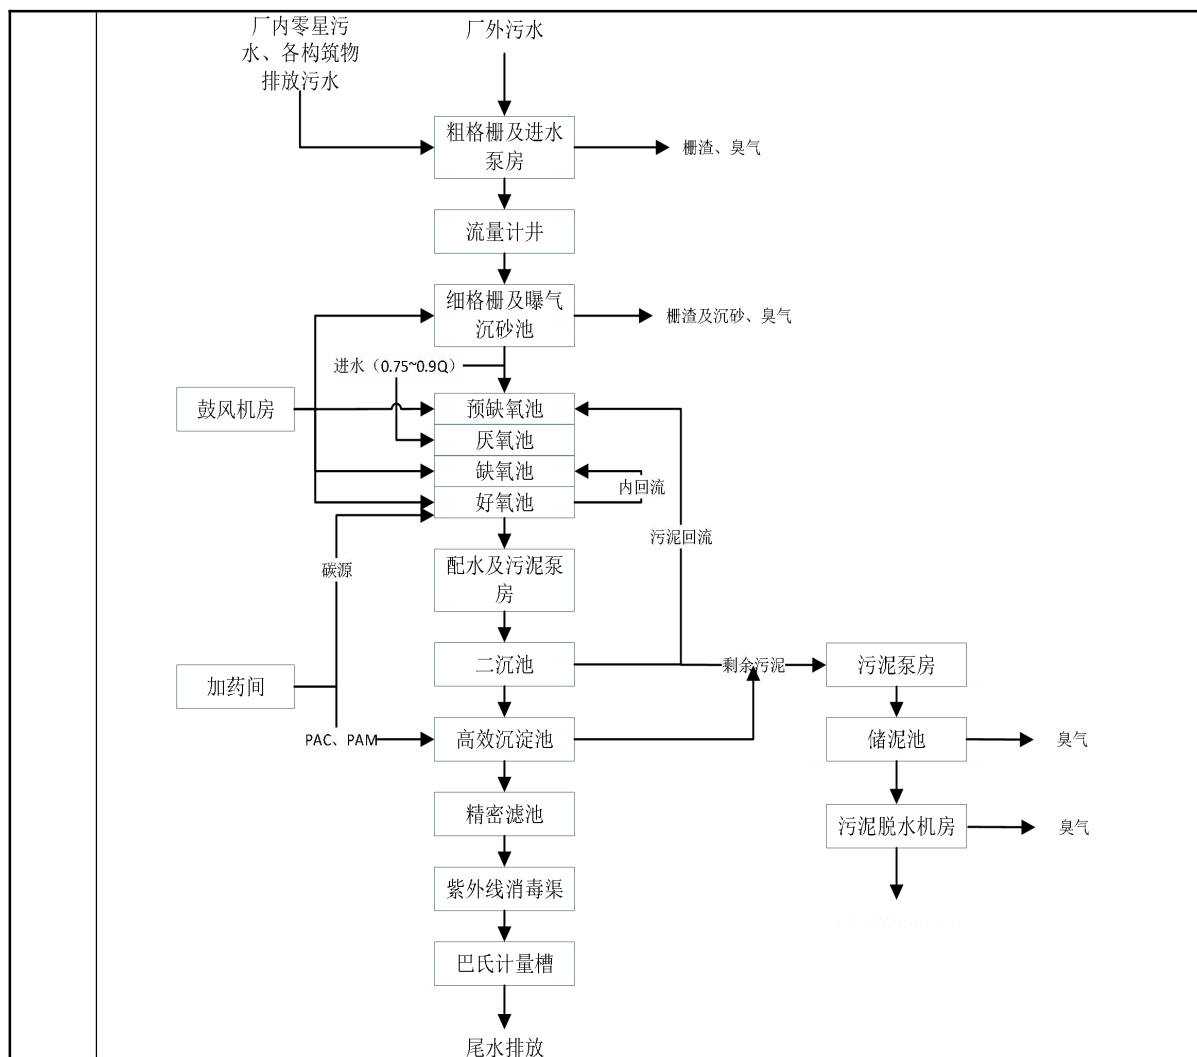 厂内零星污
水、各构筑物
排放污水
厂外污水
粗格栅及进水
泵房
栅渣、臭气
流量计井
细格栅及曝气
沉砂池
栅渣及沉砂、臭气
进水（0.75~0.9Q）
鼓风机房
预缺氧池
厌氧池
缺氧池
好氧池
内回流
污泥回流
碳源
配水及污泥泵
房
二沉池
剩余污泥
污泥泵房
加药间
PAC、PAM
高效沉淀池
储泥池
臭气
精密滤池
污泥脱水机房
臭气
紫外线消毒渠
巴氏计量槽
尾水排放